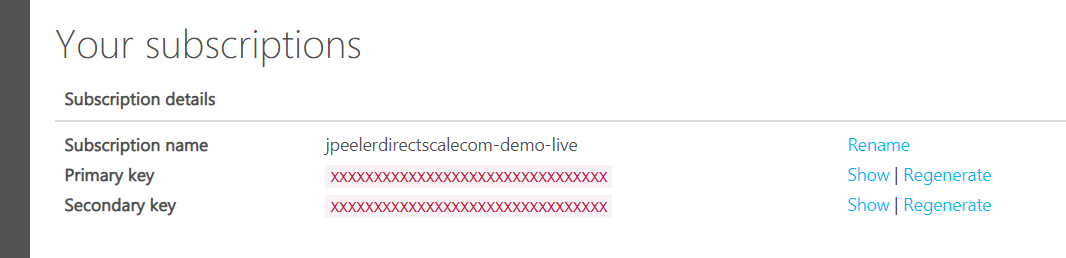 Your subscriptions
Subscription details
Subscription name jpeelerdirectscalecom-demo-live Rename
Primary key XXXXXXXXXXXXXXXXXXXXXXXXXXXXXXXX Show | Regenerate
Secondary key XXXXXXXXXXXXXXXXXXXXXXXXXXXXXXXX Show | Regenerate